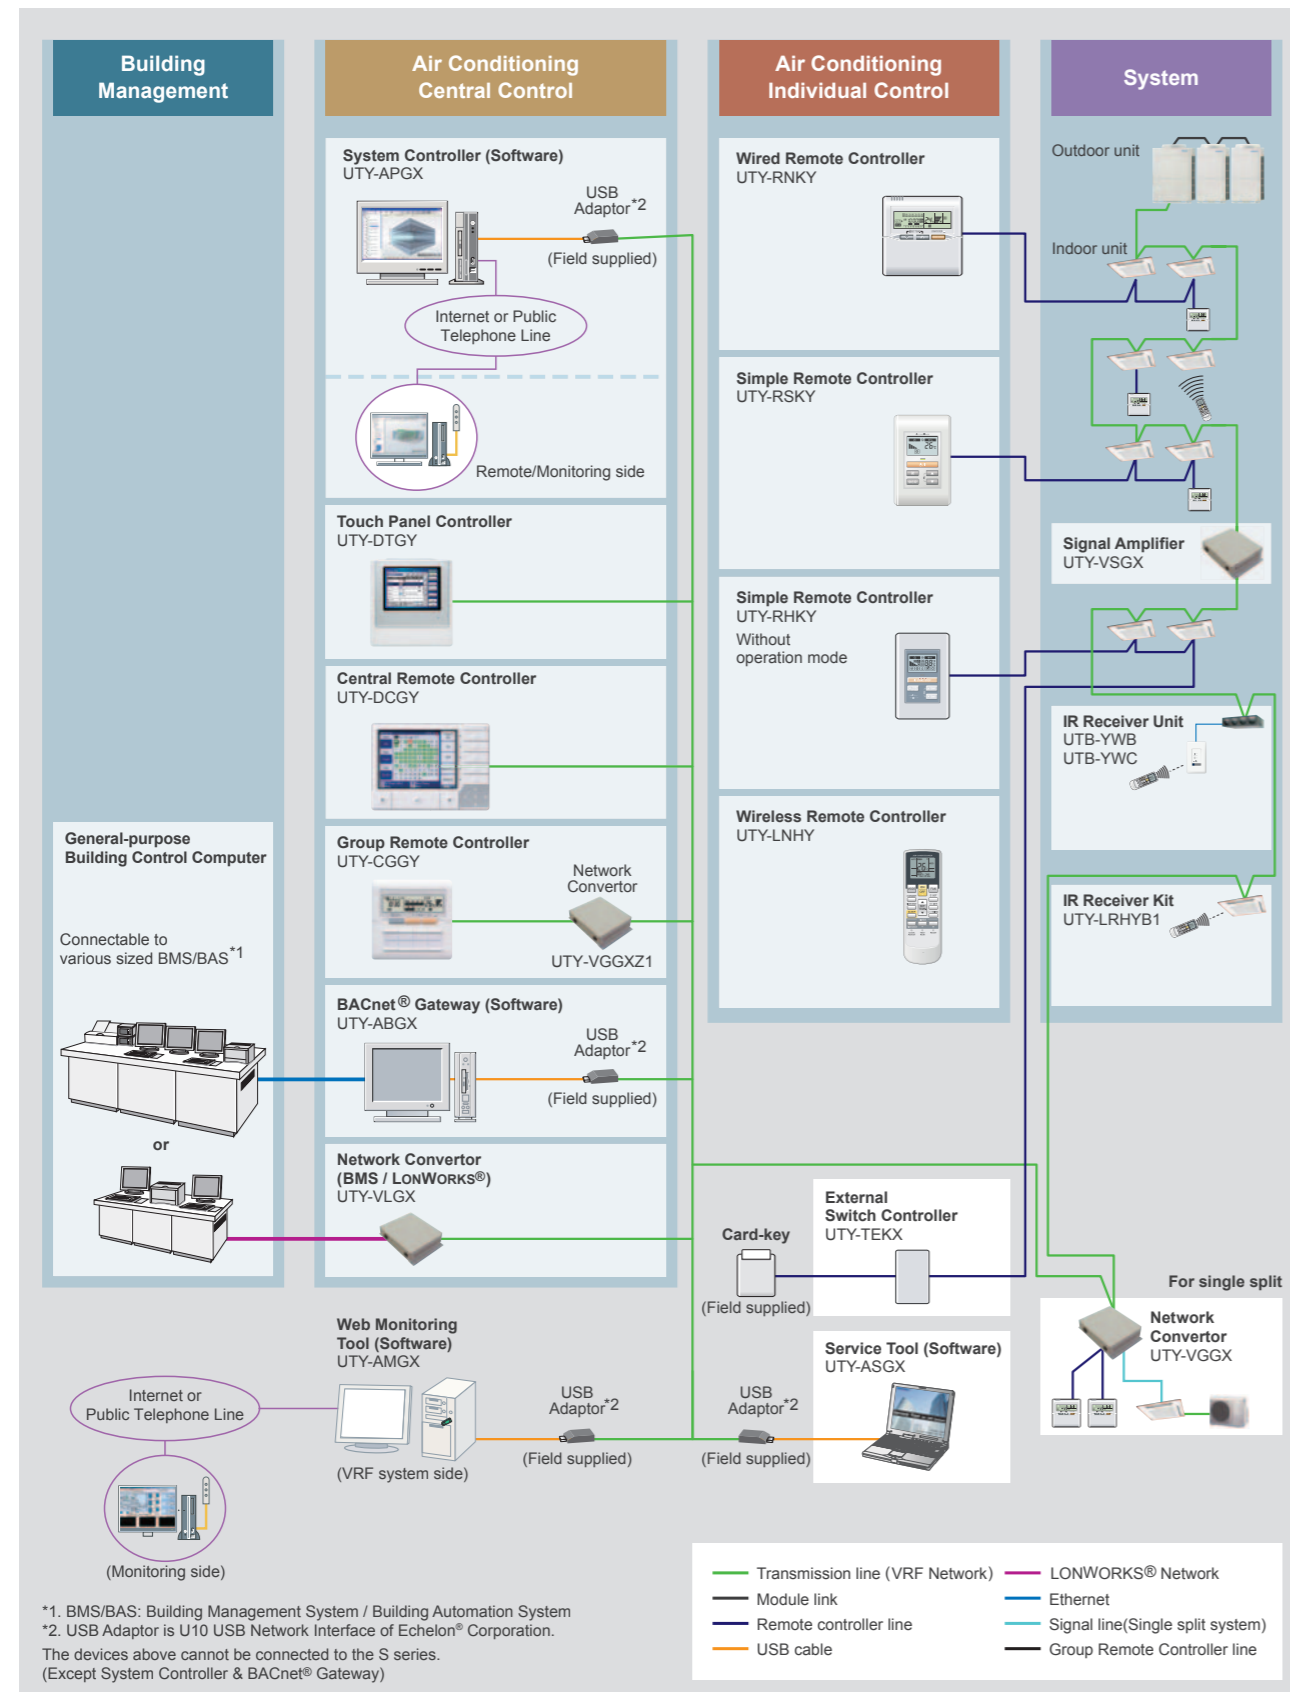 Building
Management
Air Conditioning
Central Control
Air Conditioning
Individual Control
System
System Controller (Software)
UTY-APGX
USB
Adaptor*2
(Field supplied)
Internet or Public
Telephone Line
Remote/Monitoring side
Touch Panel Controller
UTY-DTGY
Central Remote Controller
UTY-DCGY
Group Remote Controller
UTY-CGGY
Network
Convertor
UTY-VGGXZ1
BACnet® Gateway (Software)
UTY-ABGX
USB
Adaptor*2
(Field supplied)
Network Convertor
(BMS / LONWORKS®)
UTY-VLGX
General-purpose
Building Control Computer
Connectable to
various sized BMS/BAS*1
or
Wired Remote Controller
UTY-RNKY
Simple Remote Controller
UTY-RSKY
Simple Remote Controller
UTY-RHKY
Without
operation mode
Wireless Remote Controller
UTY-LNHY
Outdoor unit
Indoor unit
Signal Amplifier
UTY-VSGX
IR Receiver Unit
UTB-YWB
UTB-YWC
IR Receiver Kit
UTY-LRHYB1
Card-key
(Field supplied)
External
Switch Controller
UTY-TEKX
For single split
Network
Convertor
UTY-VGGX
Web Monitoring
Tool (Software)
UTY-AMGX
(VRF system side)
Internet or
Public Telephone Line
(Monitoring side)
USB
Adaptor*2
(Field supplied)
USB
Adaptor*2
(Field supplied)
Service Tool (Software)
UTY-ASGX
Transmission line (VRF Network)
Module link
Remote controller line
USB cable
LONWORKS® Network
Ethernet
Signal line(Single split system)
Group Remote Controller line
*1. BMS/BAS: Building Management System / Building Automation System
*2. USB Adaptor is U10 USB Network Interface of Echelon® Corporation.
The devices above cannot be connected to the S series.
(Except System Controller & BACnet® Gateway)